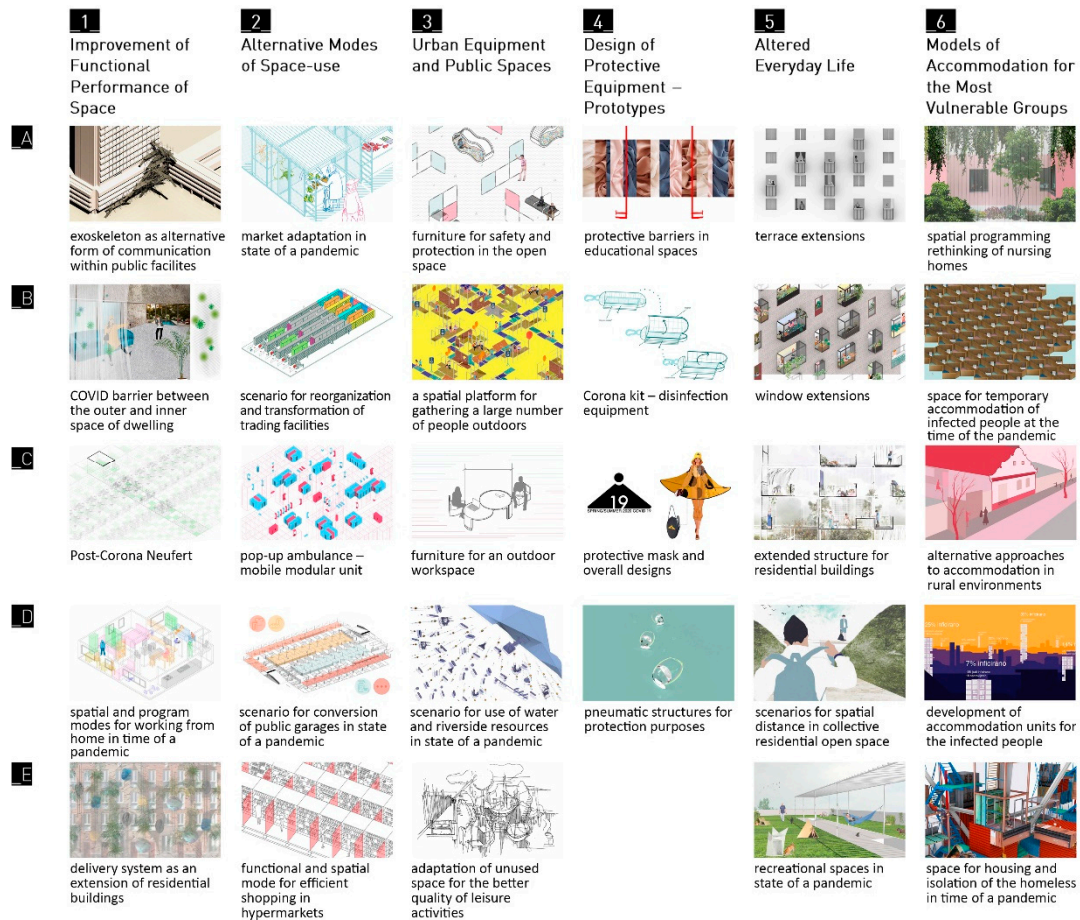 _1_
Improvement of
Functional
Performance of
Space
_2_
Alternative Modes
of Space-use
_3_
Urban Equipment
and Public Spaces
_4_
Design of
Protective
Equipment –
Prototypes
_5_
Altered
Everyday Life
_6_
Models of
Accommodation for
the Most
Vulnerable Groups
_A
exoskeleton as alternative
form of communication
within public facilites
market adaptation in
state of a pandemic
furniture for safety and
protection in the open
space
protective barriers in
educational spaces
terrace extensions
spatial programming
rethinking of nursing
homes
_B
COVID barrier between
the outer and inner
space of dwelling
scenario for reorganization
and transformation of
trading facilities
a spatial platform for
gathering a large number
of people outdoors
Corona kit – disinfection
equipment
window extensions
space for temporary
accommodation of
infected people at the
time of the pandemic
_C
Post-Corona Neufert
pop-up ambulance –
mobile modular unit
furniture for an outdoor
workspace
19
protective mask and
overall designs
extended structure for
residential buildings
alternative approaches
to accommodation in
rural environments
_D
spatial and program
modes for working from
home in time of a
pandemic
scenario for conversion
of public garages in state
of a pandemic
scenario for use of water
and riverside resources
in state of a pandemic
pneumatic structures for
protection purposes
scenarios for spatial
distance in collective
residential open space
7% inficirano
development of
accommodation units for
the infected people
_E
delivery system as an
extension of residential
buildings
functional and spatial
mode for efficient
shopping in
hypermarkets
adaptation of unused
space for the better
quality of leisure
activities
recreational spaces in
state of a pandemic
space for housing and
isolation of the homeless
in time of a pandemic